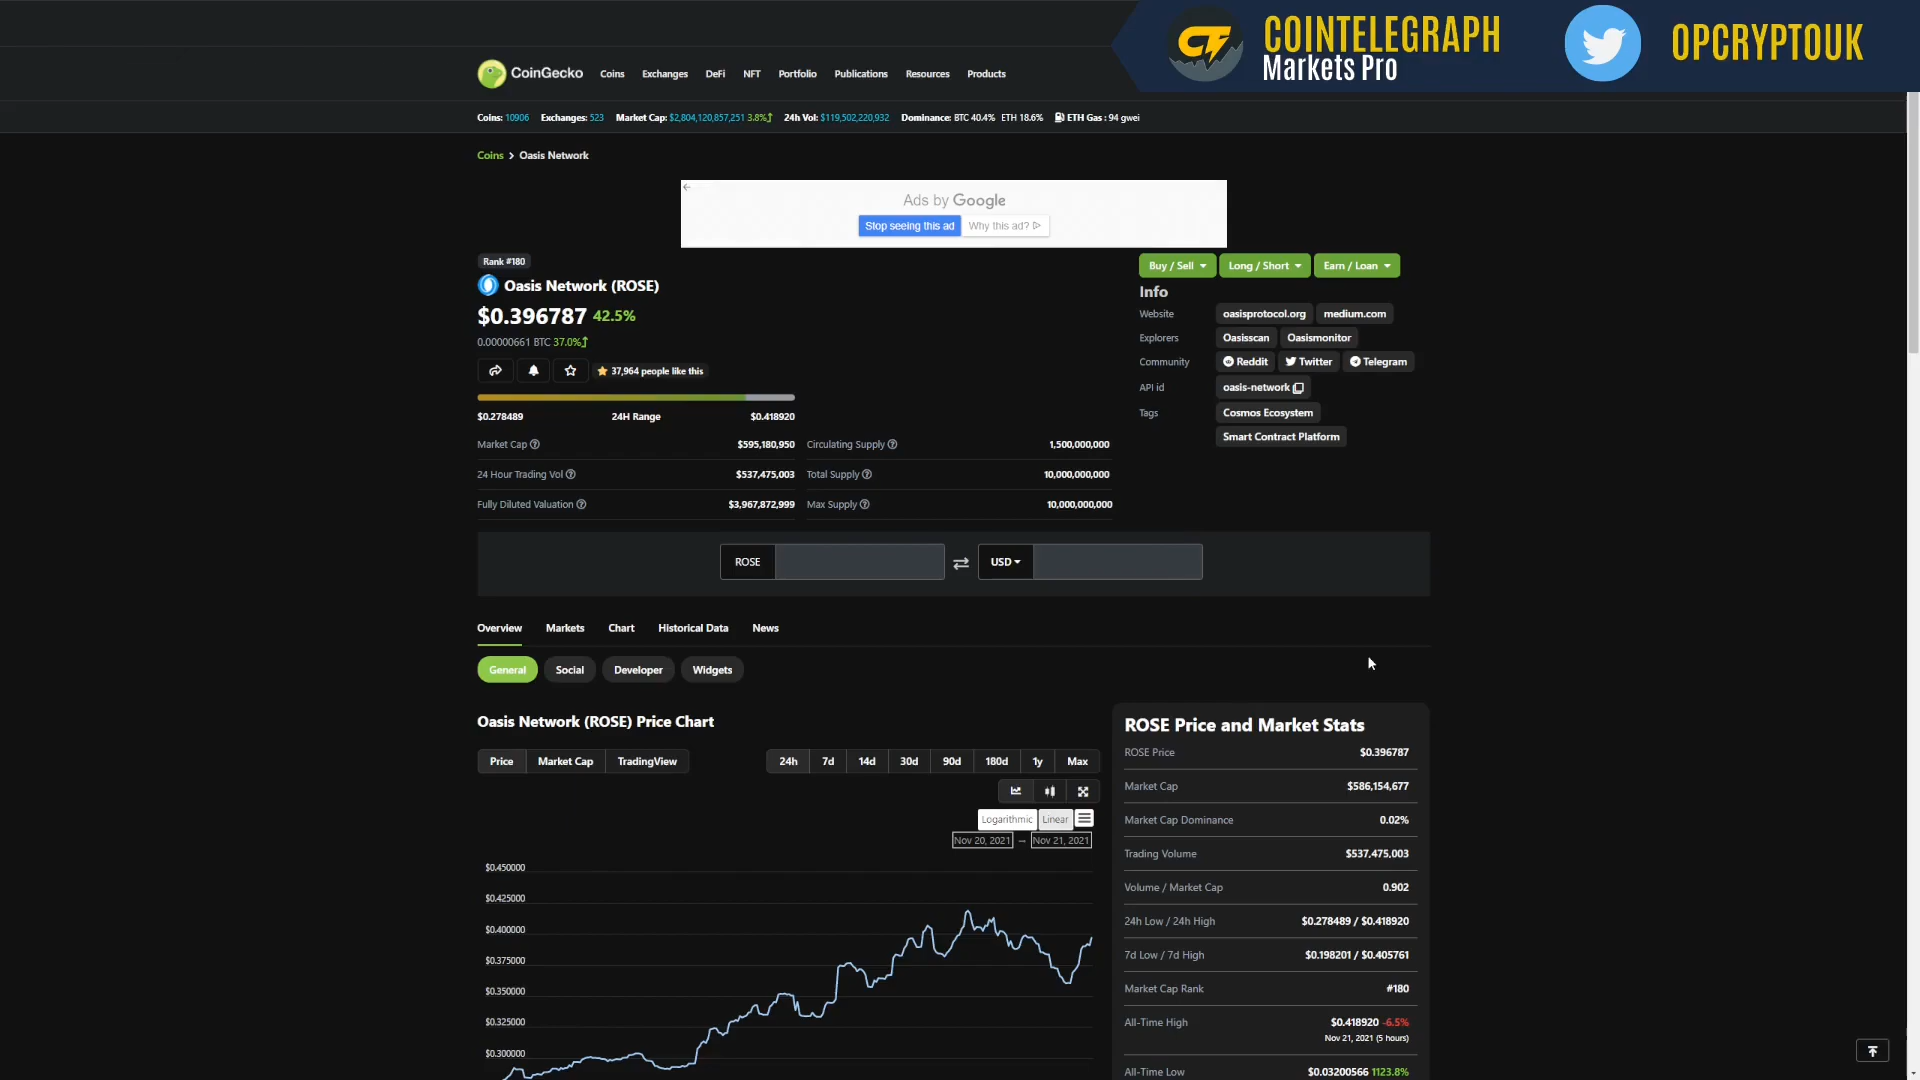 COINTELEGRAPH
Markets Pro
OPCRYPTOUK
CoinGecko Coins Exchanges DeFi NFT Portfolio Publications Resources Products
Coins: 10906 Exchanges: 523 Market Cap: $2,804,120,857,251 3.8% 24h Vol: $119,502,220,932 Dominance: BTC 40.4% ETH 18.6% ETH Gas: 94 gwei
Coins > Oasis Network
Ads by Google
Stop seeing this ad Why this ad?
Rank #180
Oasis Network (ROSE)
$0.396787 42.5%
0.00000661 BTC 37.0%
37,964 people like this
$0.278489 24H Range $0.418920
Market Cap $595,180,950
24 Hour Trading Vol $537,475,003
Fully Diluted Valuation $3,967,872,999
Circulating Supply 1,500,000,000
Total Supply 10,000,000,000
Max Supply 10,000,000,000
Buy / Sell Long / Short Earn / Loan
Info
Website oasisprotocol.org medium.com
Explorers Oasisscan Oasismonitor
Community Reddit Twitter Telegram
API id oasis-network
Tags Cosmos Ecosystem
Smart Contract Platform
ROSE USD
Overview Markets Chart Historical Data News
General Social Developer Widgets
Oasis Network (ROSE) Price Chart
Price Market Cap TradingView 24h 7d 14d 30d 90d 180d 1y Max
Logarithmic Linear
Nov 20, 2021 → Nov 21, 2021
$0.450000
$0.425000
$0.400000
$0.375000
$0.350000
$0.325000
$0.300000
ROSE Price and Market Stats
ROSE Price $0.396787
Market Cap $586,154,677
Market Cap Dominance 0.02%
Trading Volume $537,475,003
Volume / Market Cap 0.902
24h Low / 24h High $0.278489 / $0.418920
7d Low / 7d High $0.198201 / $0.405761
Market Cap Rank #180
All-Time High $0.418920 -6.5%
Nov 21, 2021 (5 hours)
All-Time Low $0.03200566 1123.8%